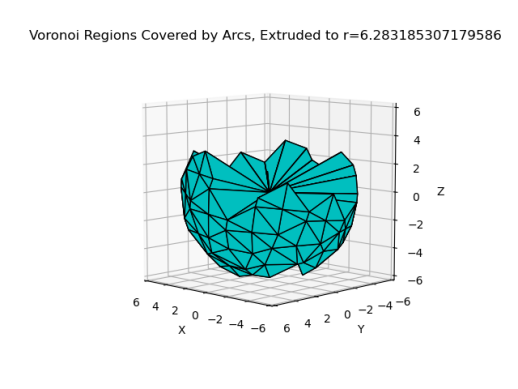 Voronoi Regions Covered by Arcs, Extruded to r=6.283185307179586
6
4
2
0
−2
−4
−6
Z
6 4 2 0 −2 −4 −6
X
6 4 2 0 −2 −4 −6
Y